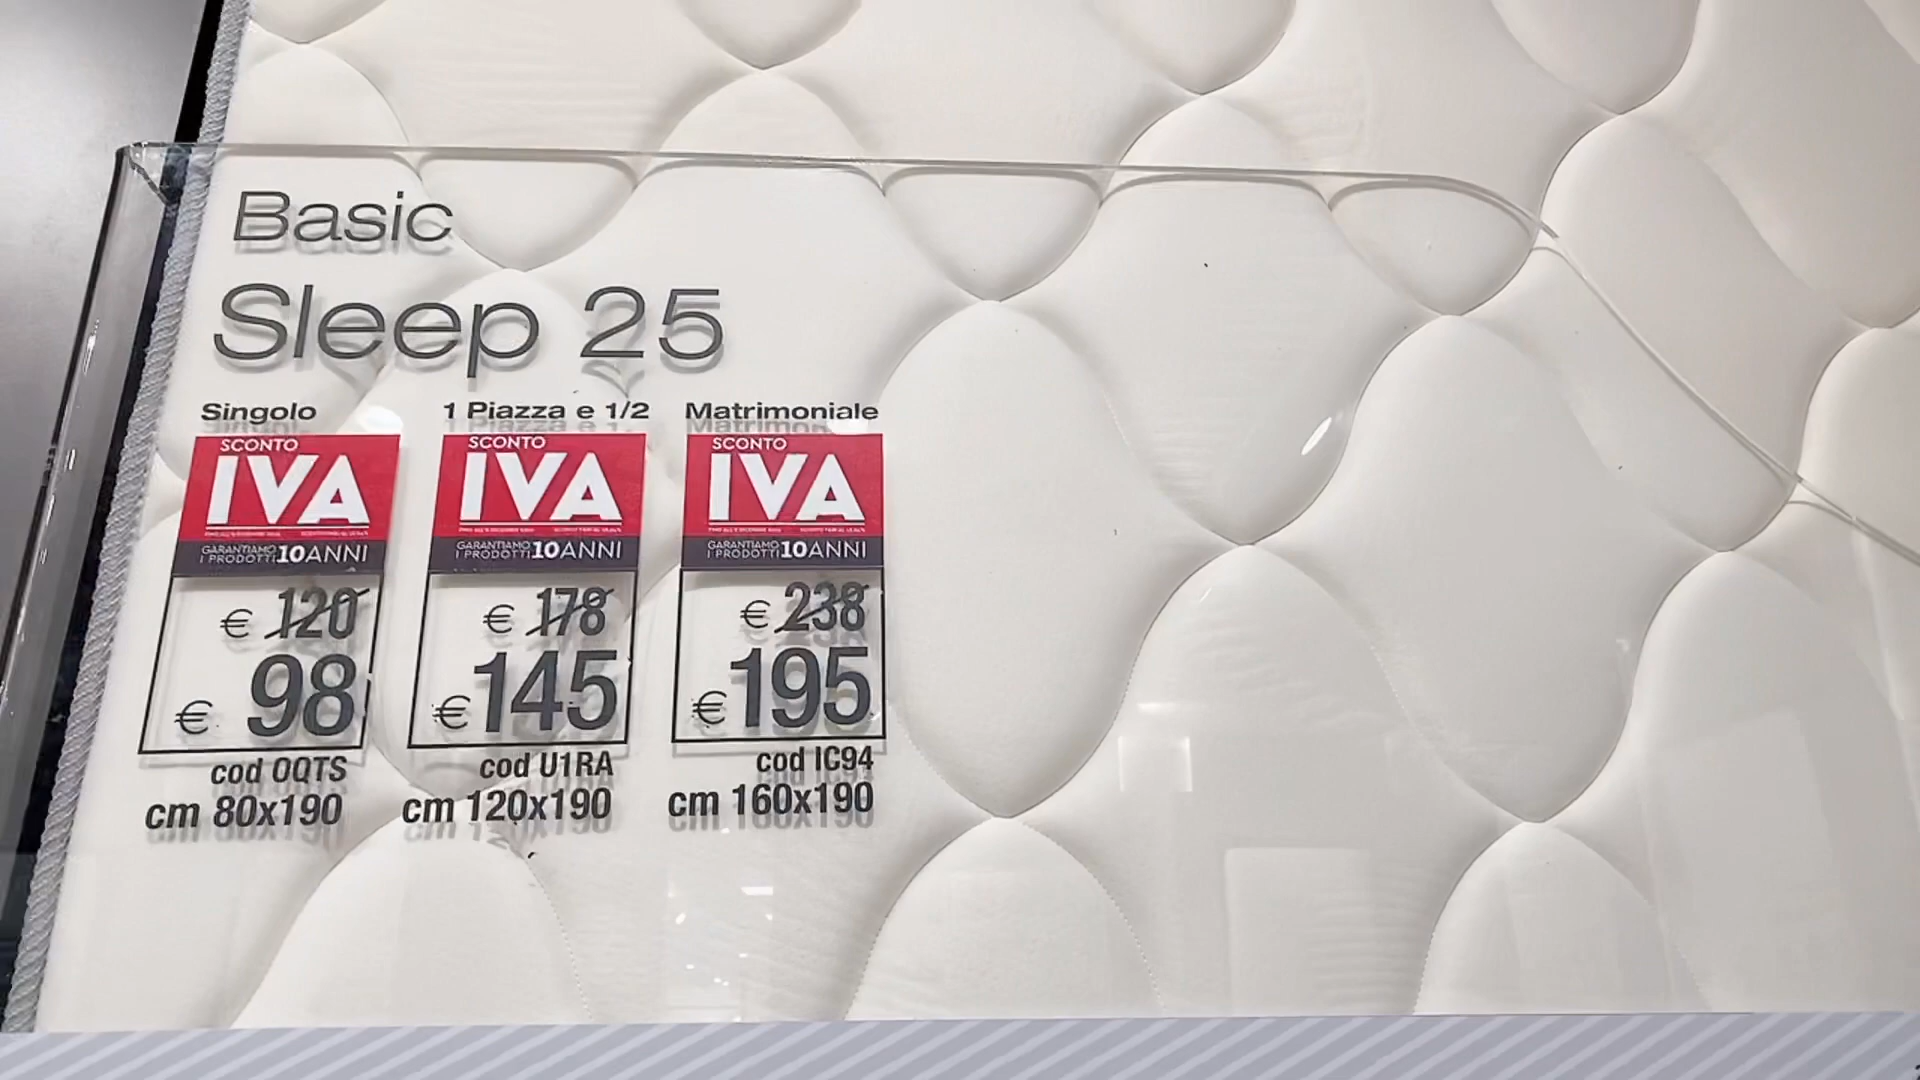 Basic
Sleep 25
Singolo
SCONTO
IVA
GARANTIAMO
I PRODOTTI 10 ANNI
€ 120
€ 98
cod OQTS
cm 80x190
1 Piazza e 1/2
SCONTO
IVA
GARANTIAMO
I PRODOTTI 10 ANNI
€ 178
€ 145
cod U1RA
cm 120x190
Matrimoniale
SCONTO
IVA
GARANTIAMO
I PRODOTTI 10 ANNI
€ 238
€ 195
cod IC94
cm 160x190